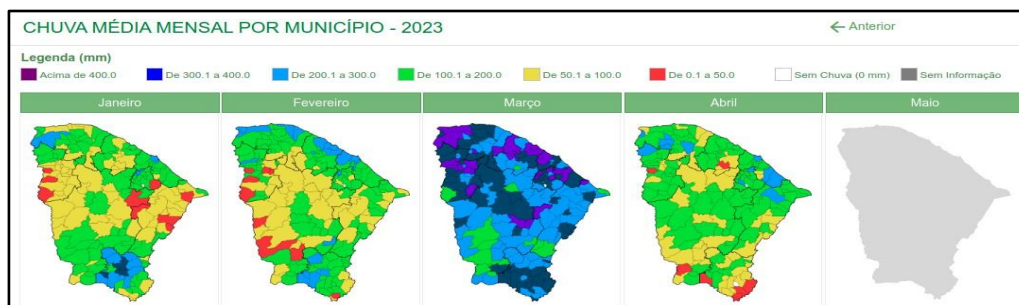 CHUVA MÉDIA MENSAL POR MUNICÍPIO - 2023
← Anterior
Legenda (mm)
Acima de 400.0 De 300.1 a 400.0 De 200.1 a 300.0 De 100.1 a 200.0 De 50.1 a 100.0 De 0.1 a 50.0 Sem Chuva (0 mm) Sem Informação
Janeiro Fevereiro Março Abril Maio